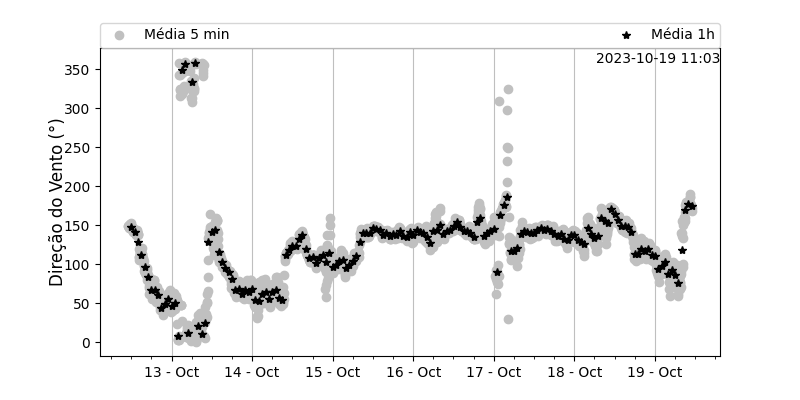 Média 5 min
Média 1h
2023-10-19 11:03
Direção do Vento (°)
350
300
250
200
150
100
50
0
13 - Oct
14 - Oct
15 - Oct
16 - Oct
17 - Oct
18 - Oct
19 - Oct